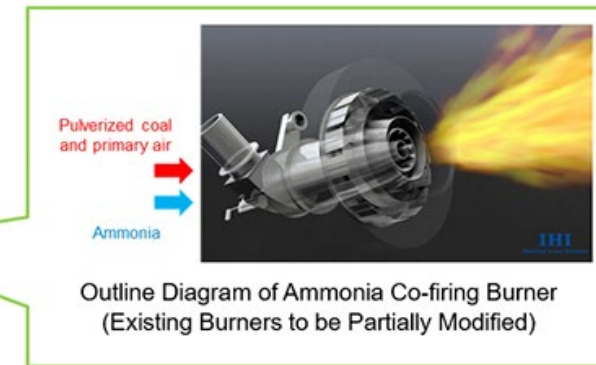 Pulverized coal
and primary air
Ammonia
IHI
Outline Diagram of Ammonia Co-firing Burner
(Existing Burners to be Partially Modified)